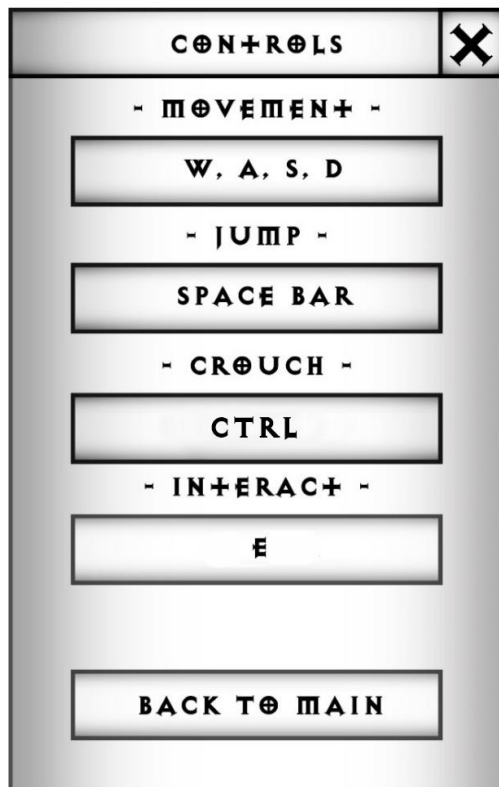 CONTROLS
- MOVEMENT -
W, A, S, D
- JUMP -
SPACE BAR
- CROUCH -
CTRL
- INTERACT -
E
BACK TO MAIN